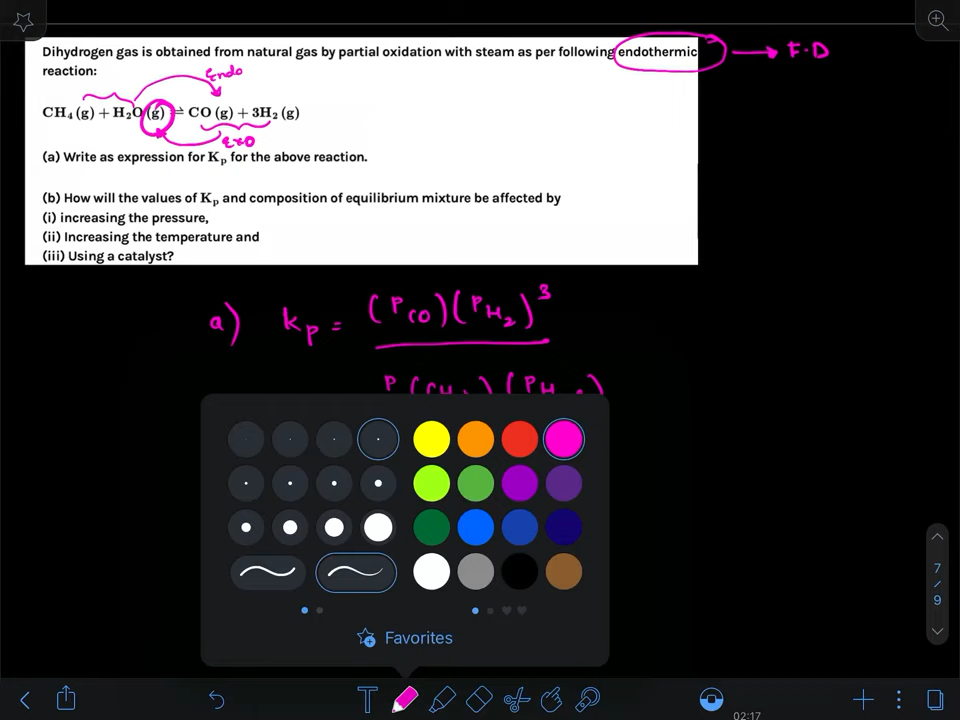 Dihydrogen gas is obtained from natural gas by partial oxidation with steam as per following endothermic → F.D
reaction:
Endo
CH₄(g) + H₂O(g) ⇌ CO(g) + 3H₂(g)
Exo
(a) Write as expression for Kₚ for the above reaction.
(b) How will the values of Kₚ and composition of equilibrium mixture be affected by
(i) increasing the pressure,
(ii) Increasing the temperature and
(iii) Using a catalyst?
a) kₚ = (P_CO)(P_H₂)³
Favorites
7
/
9
T
02:17